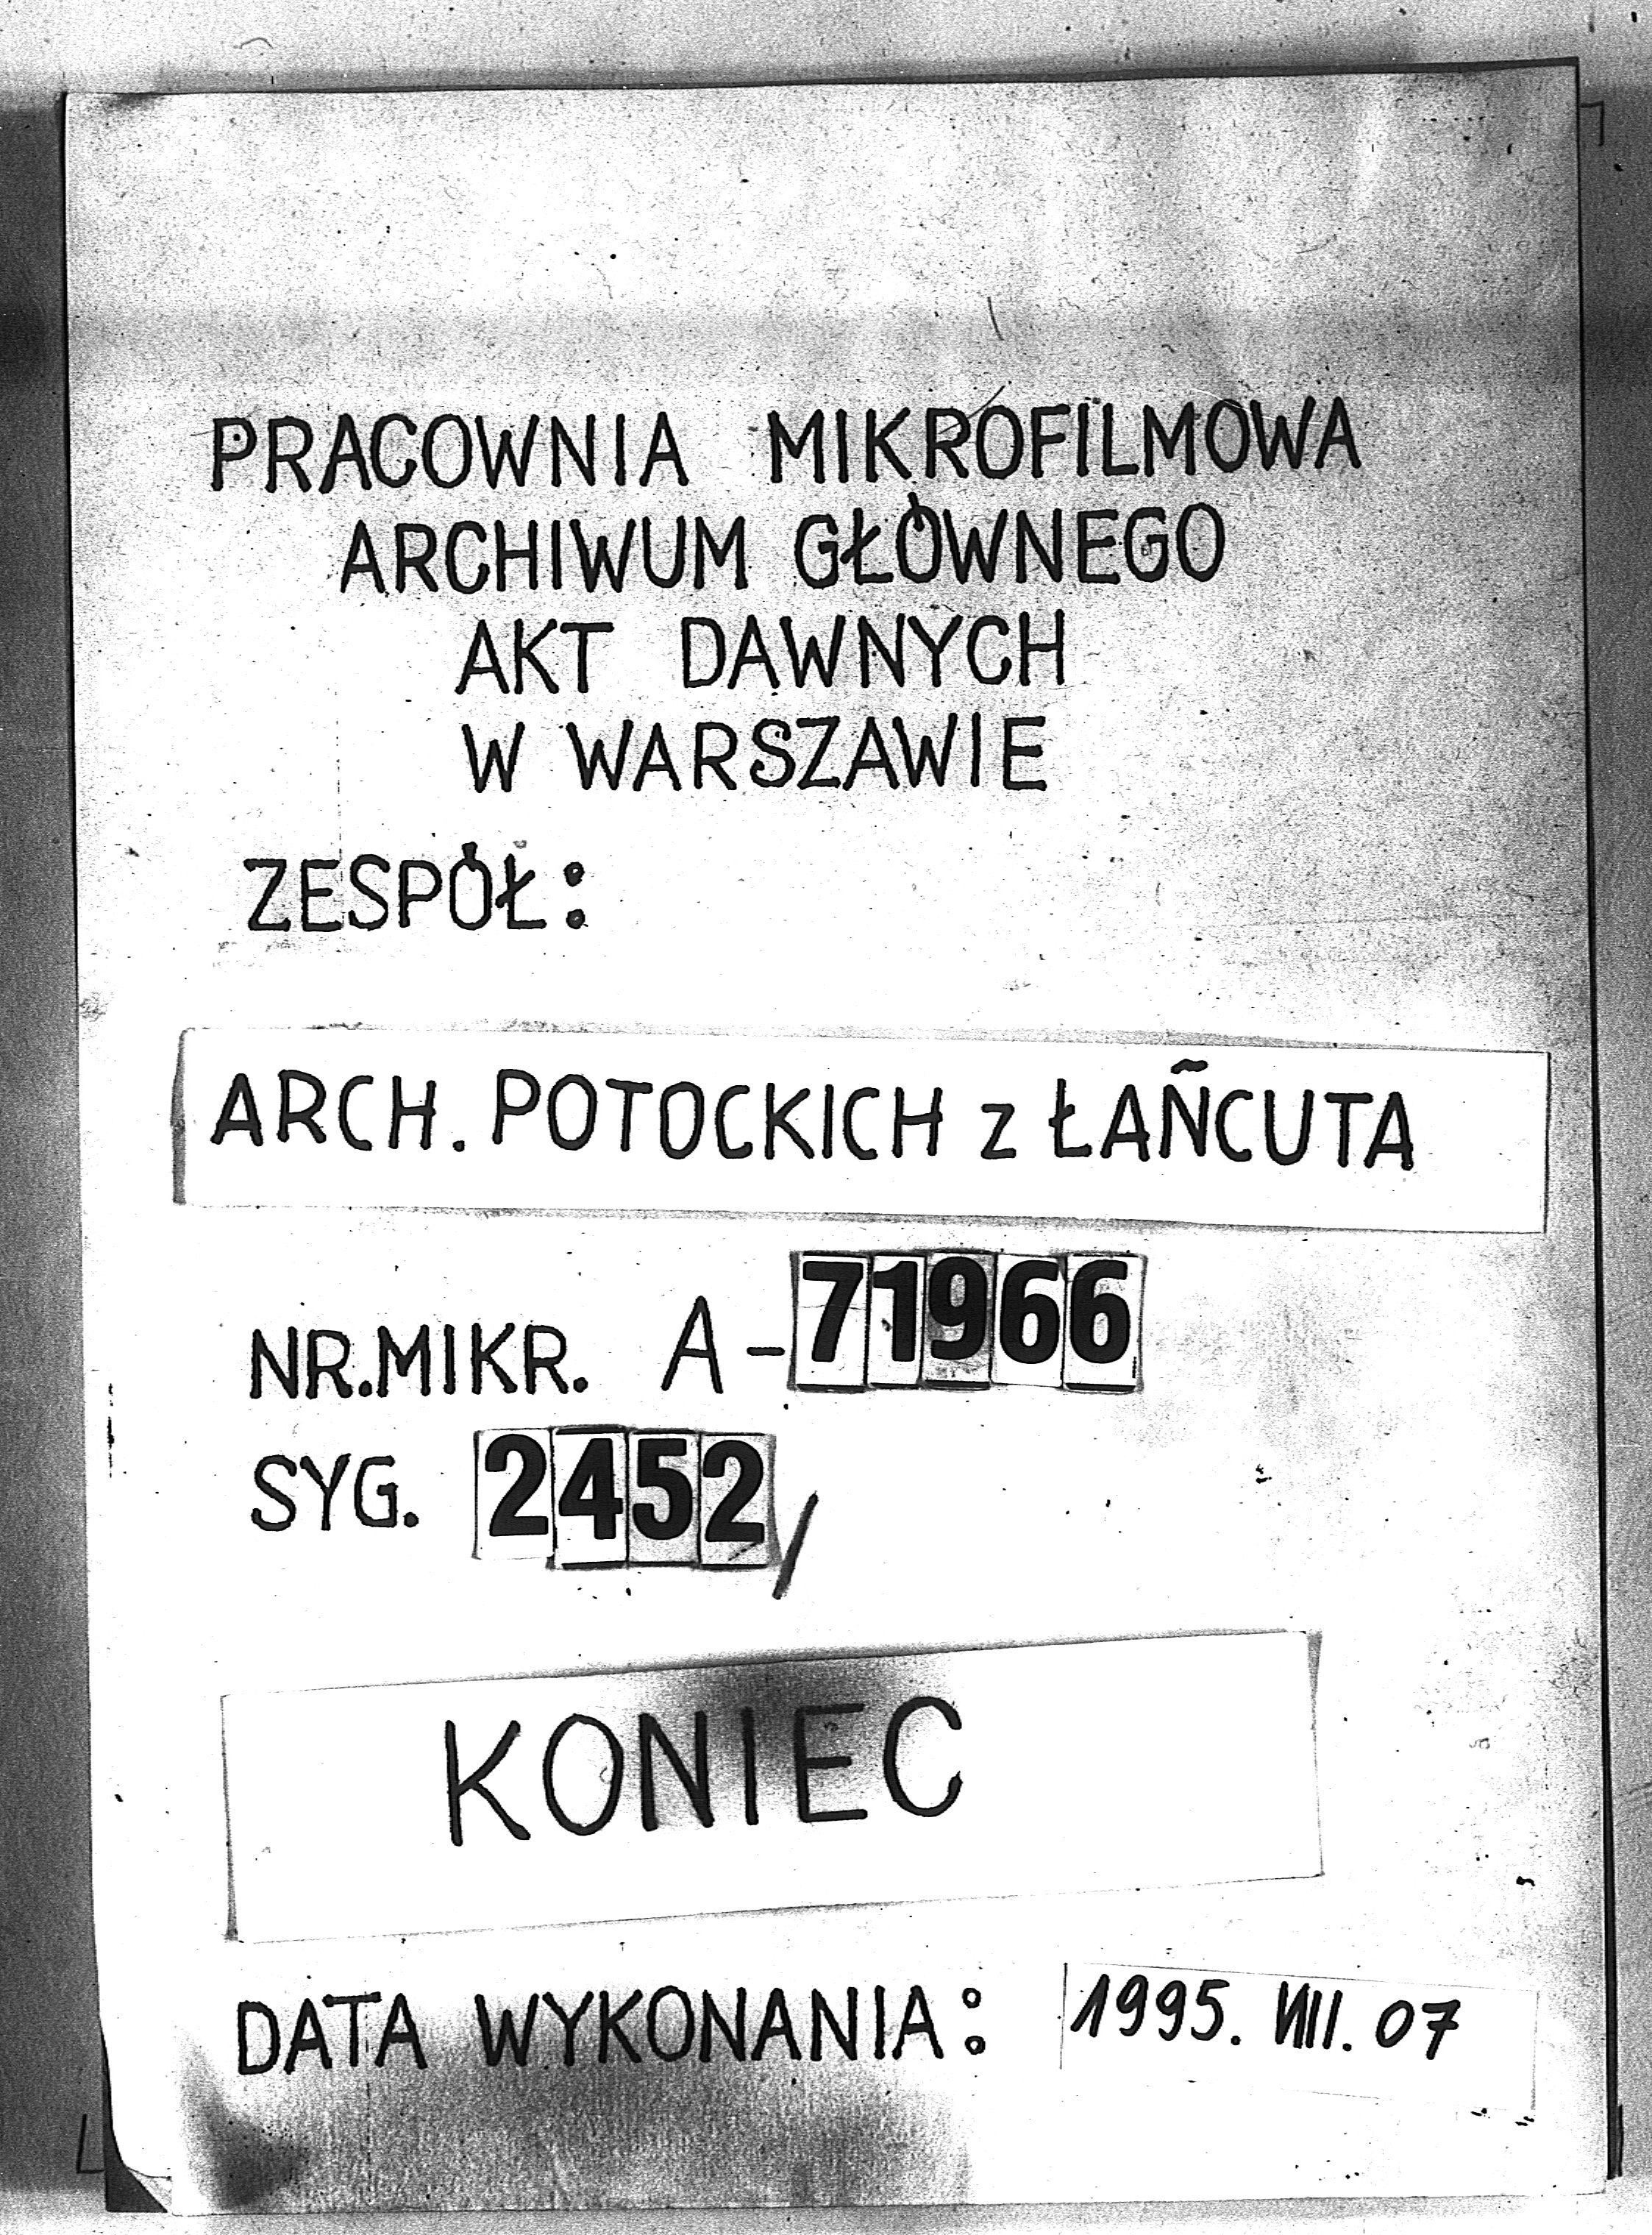 PRACOWNIA MIKROFILMOWA
ARCHIWUM GŁÓWNEGO
AKT DAWNYCH
W WARSZAWIE
ZESPÓŁ:
ARCH. POTOCKICH z ŁAŃCUTA
NR.MIKR. A-71966
SYG. 2452/
KONIEC
DATA WYKONANIA: 1995. VIII. 07